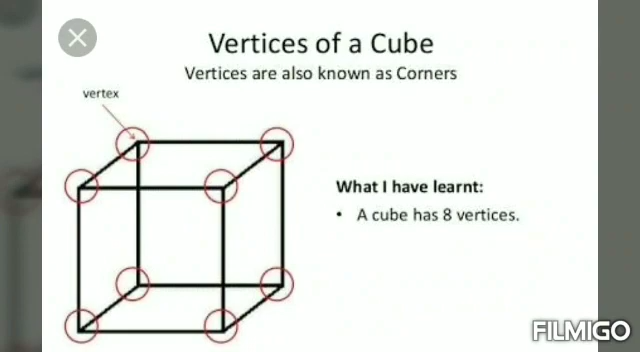 Vertices of a Cube
Vertices are also known as Corners
vertex
What I have learnt:
• A cube has 8 vertices.
FILMIGO